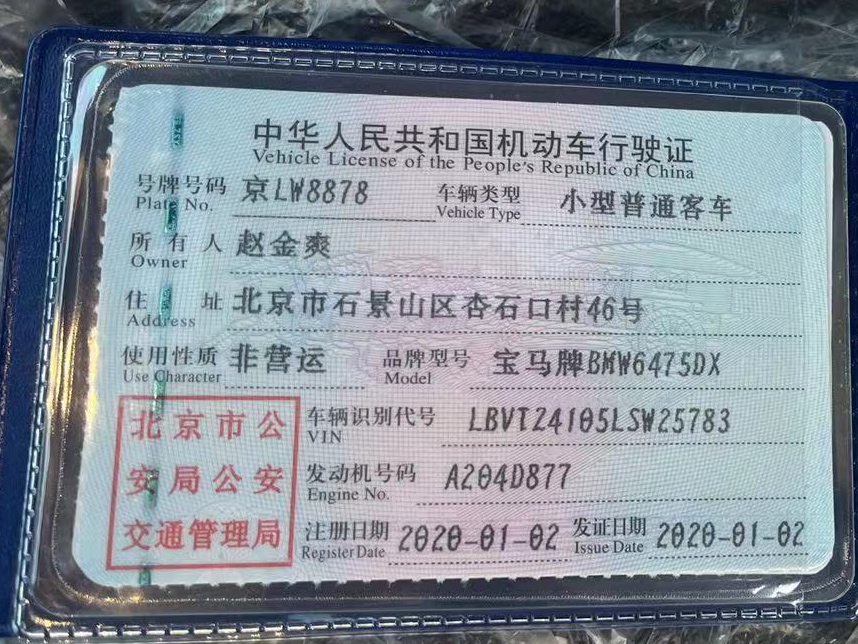 中华人民共和国机动车行驶证
Vehicle License of the People's Republic of China
号牌号码 京LW8878 车辆类型 小型普通客车
Plate No. Vehicle Type
所有人 赵金爽
Owner
住址 北京市石景山区杏石口村46号
Address
使用性质 非营运 品牌型号 宝马牌BMW6475DX
Use Character Model
北京市公
安局公安
交通管理局
车辆识别代号 LBVTZ4105LSW25783
VIN
发动机号码 A204D877
Engine No.
注册日期 2020-01-02 发证日期 2020-01-02
Register Date Issue Date